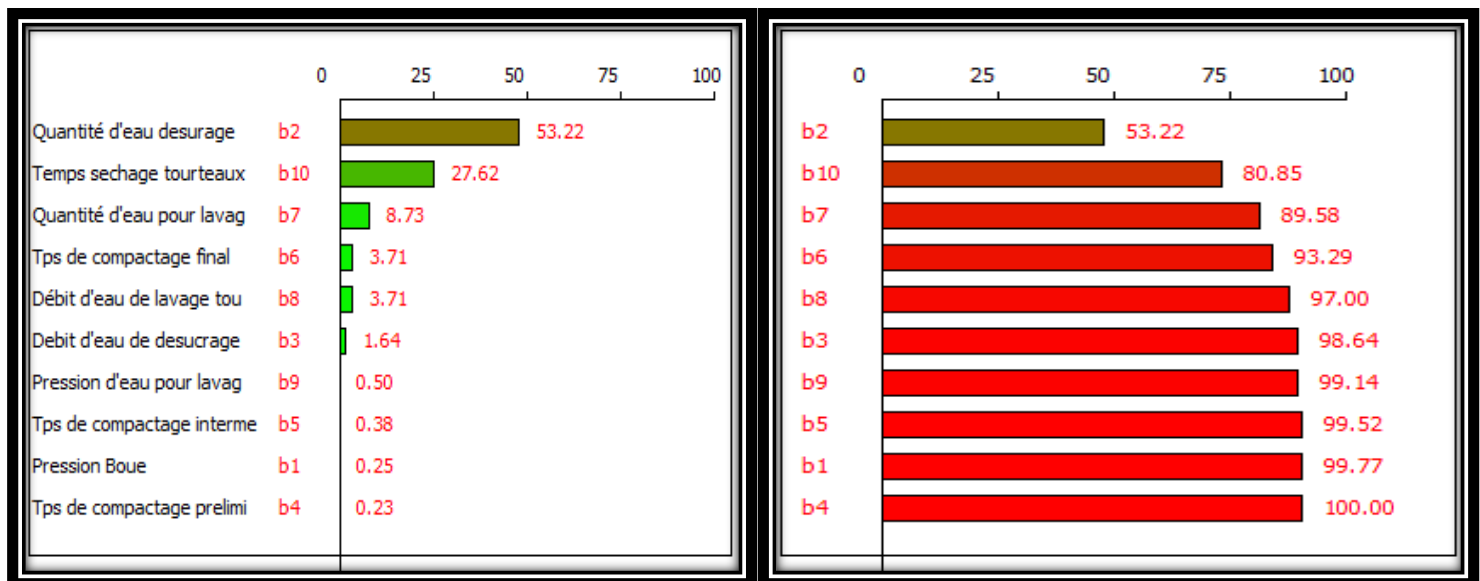 0 25 50 75 100
Quantité d'eau desurage b2 53.22
Temps sechage tourteaux b10 27.62
Quantité d'eau pour lavag b7 8.73
Tps de compactage final b6 3.71
Débit d'eau de lavage tou b8 3.71
Debit d'eau de desucrage b3 1.64
Pression d'eau pour lavag b9 0.50
Tps de compactage interme b5 0.38
Pression Boue b1 0.25
Tps de compactage prelimi b4 0.23
0 25 50 75 100
b2 53.22
b10 80.85
b7 89.58
b6 93.29
b8 97.00
b3 98.64
b9 99.14
b5 99.52
b1 99.77
b4 100.00